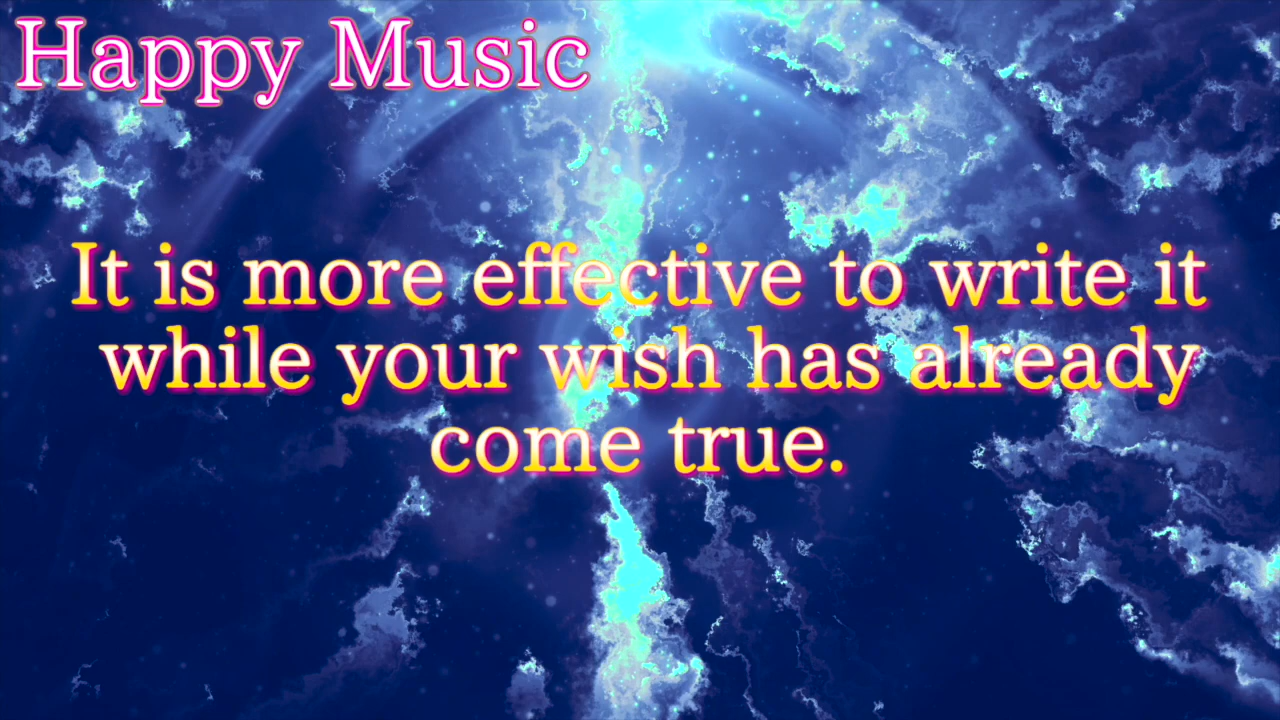 Happy Music
It is more effective to write it
while your wish has already
come true.